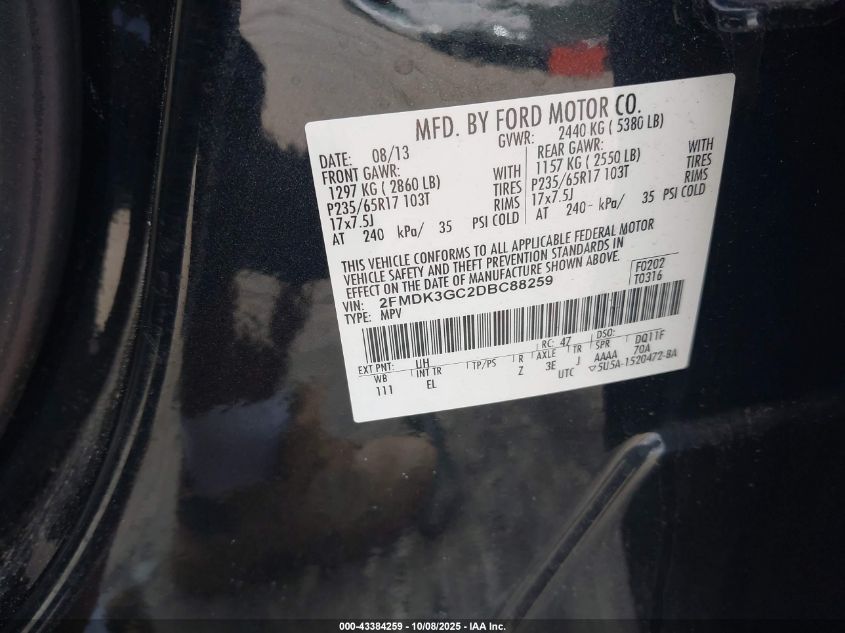 MFD. BY FORD MOTOR CO.
DATE: 08/13 GVWR: 2440 KG ( 5380 LB)
FRONT GAWR: REAR GAWR:
1297 KG ( 2860 LB) WITH 1157 KG ( 2550 LB) WITH
P235/65R17 103T TIRES P235/65R17 103T TIRES
17x7.5J RIMS 17x7.5J RIMS
AT 240 kPa/ 35 PSI COLD AT 240- kPa/ 35 PSI COLD
THIS VEHICLE CONFORMS TO ALL APPLICABLE FEDERAL MOTOR
VEHICLE SAFETY AND THEFT PREVENTION STANDARDS IN
EFFECT ON THE DATE OF MANUFACTURE SHOWN ABOVE.
VIN: 2FMDK3GC2DBC88259 F0202
TYPE: MPV T0316
EXT PNT: UH RC: 47 DSO: DQ11F
WB INT TR TP/PS R AXLE TR SPR
111 EL Z 3E J AAAA 70A
UTC 5U5A-1520472-BA
000-43384259 - 10/08/2025 - IAA Inc.